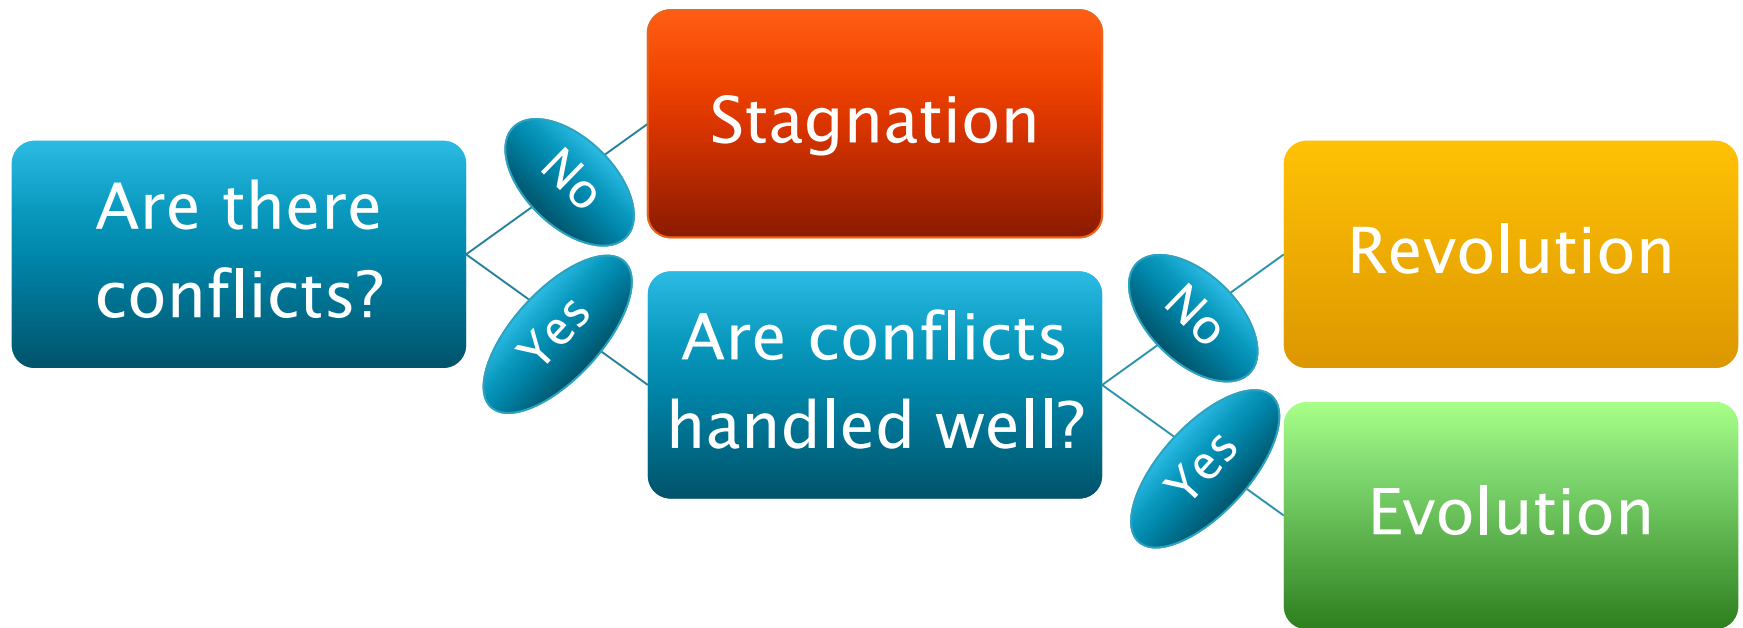 Are there
conflicts?
No
Stagnation
Yes
Are conflicts
handled well?
No
Revolution
Yes
Evolution